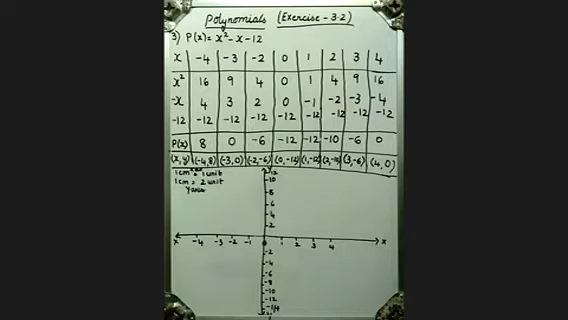 Polynomials (Exercise - 3.2)
3) P(x) = x² - x - 12
x -4 -3 -2 0 1 2 3 4
x² 16 9 4 0 1 4 9 16
-x 4 3 2 0 -1 -2 -3 -4
-12 -12 -12 -12 -12 -12 -12 -12 -12
P(x) 8 0 -6 -12 -12 -10 -6 0
(x,y) (-4,8) (-3,0) (-2,-6) (0,-12) (1,-12) (2,-10) (3,-6) (4,0)
1cm = 1 unit
1cm = 2 unit
Y axis
Y
12
10
8
6
4
2
x -4 -3 -2 -1 0 1 2 3 4 x
-2
-4
-6
-8
-10
-12
-14